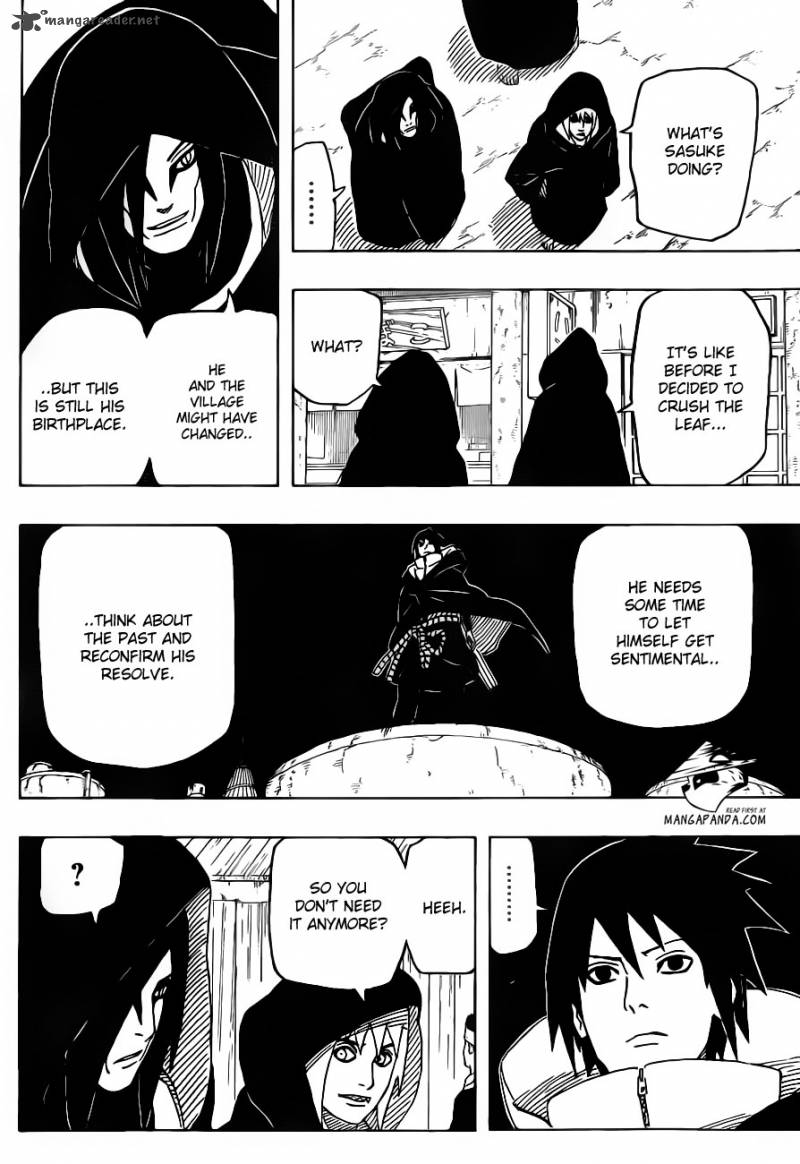 mangareader.net
WHAT'S
SASUKE
DOING?
........
IT'S LIKE
BEFORE I
DECIDED TO
CRUSH THE
LEAF...
WHAT?
HE
AND THE
VILLAGE
MIGHT HAVE
CHANGED..
..BUT THIS
IS STILL HIS
BIRTHPLACE.
HE NEEDS
SOME TIME
TO LET
HIMSELF GET
SENTIMENTAL..
..THINK ABOUT
THE PAST AND
RECONFIRM HIS
RESOLVE.
READ FIRST AT
MANGAPANDA.COM
........
HEEH.
SO YOU
DON'T NEED
IT ANYMORE?
?